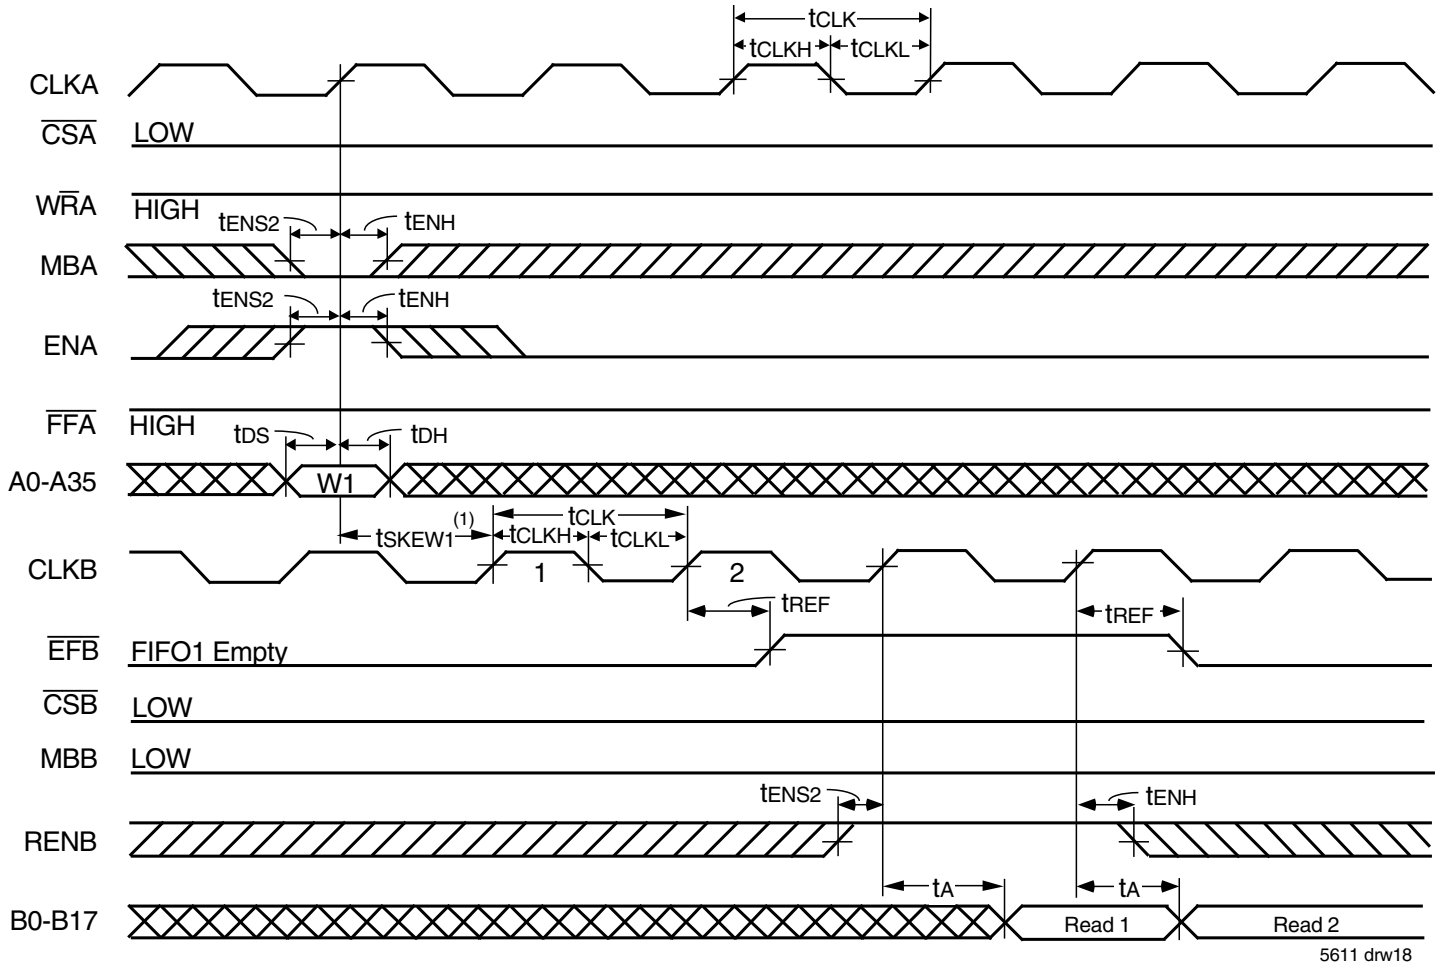 tCLK
tCLKH tCLKL
CLKA
CSA LOW
WRA HIGH
tENS2 tENH
MBA
tENS2 tENH
ENA
FFA HIGH
tDS tDH
A0-A35 W1
tSKEW1 (1) tCLK
tCLKH tCLKL
CLKB 1 2
tREF tREF
EFB FIFO1 Empty
CSB LOW
MBB LOW
tENS2 tENH
RENB
tA tA
B0-B17 Read 1 Read 2
5611 drw18